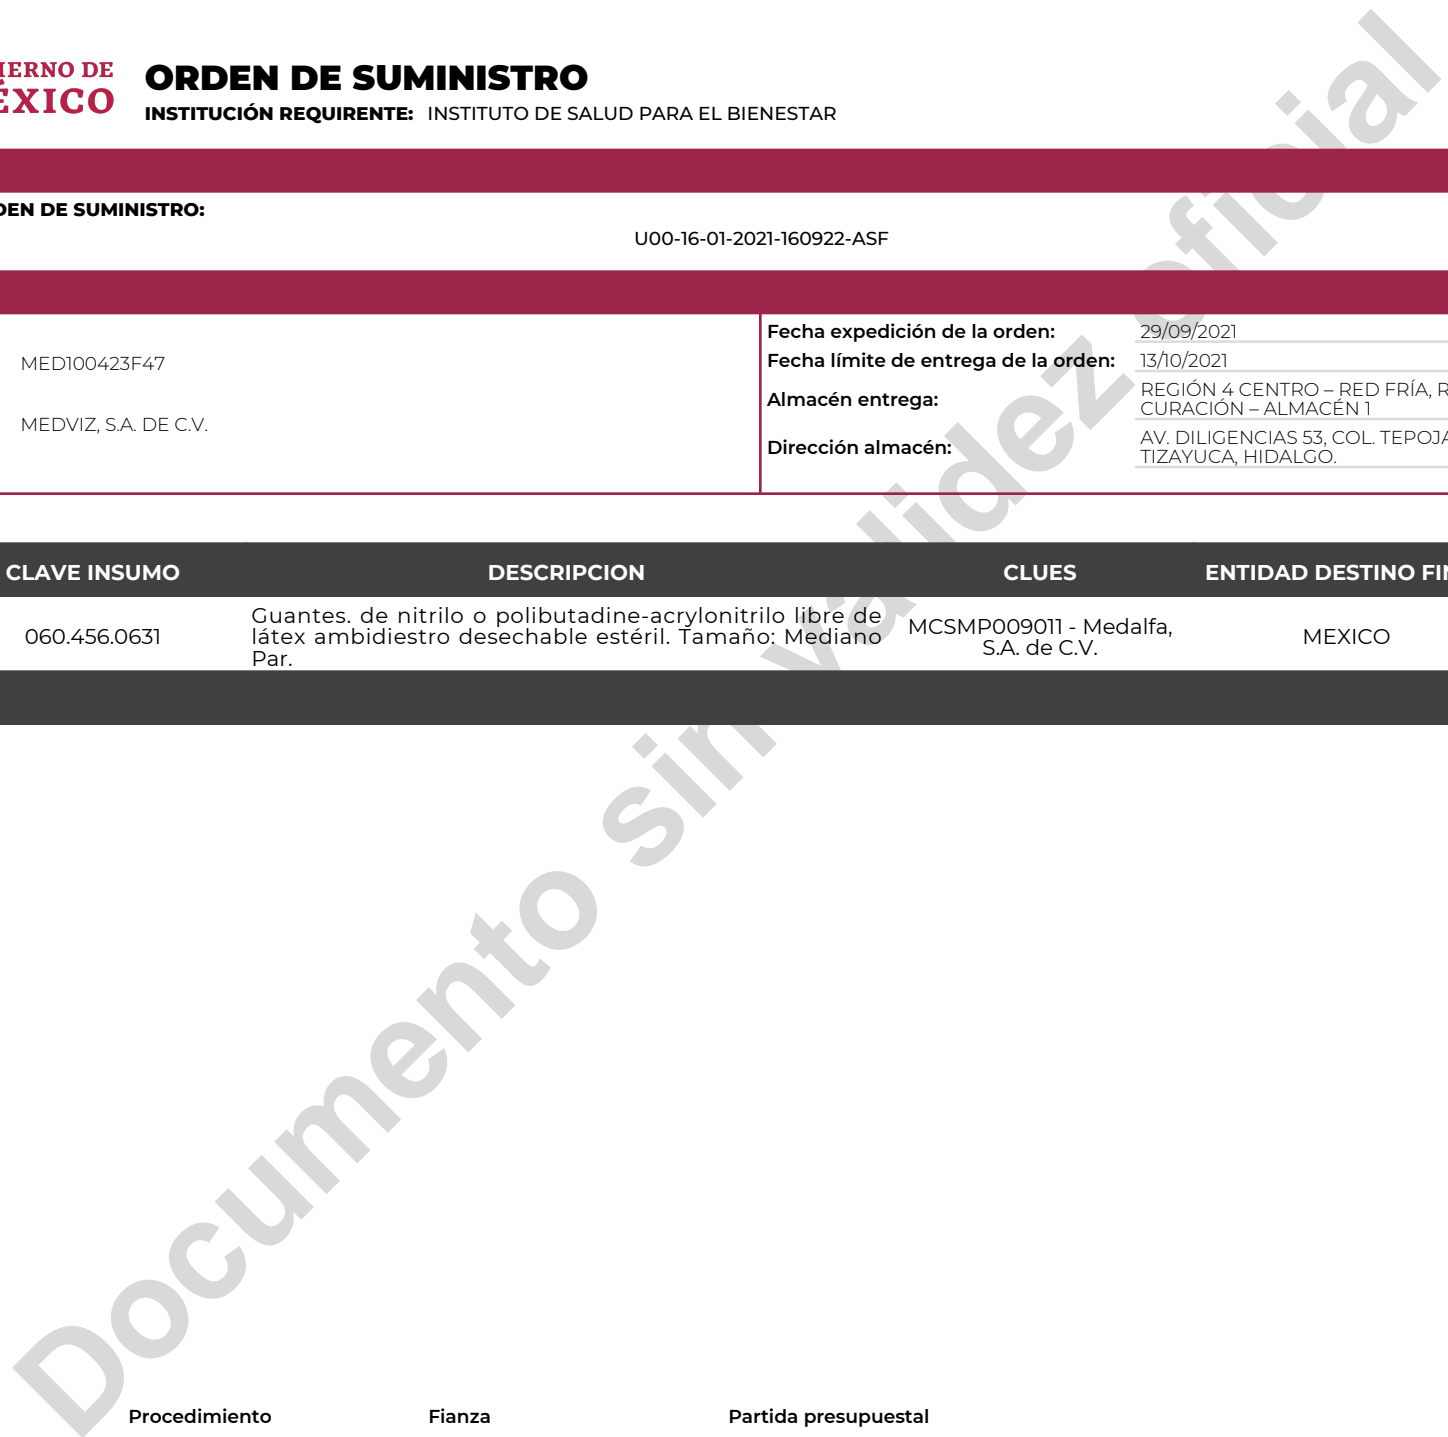 IERNO DE
ÉXICO
ORDEN DE SUMINISTRO
INSTITUCIÓN REQUIRENTE: INSTITUTO DE SALUD PARA EL BIENESTAR
DEN DE SUMINISTRO:
U00-16-01-2021-160922-ASF
MED100423F47
MEDVIZ, S.A. DE C.V.
Fecha expedición de la orden: 29/09/2021
Fecha límite de entrega de la orden: 13/10/2021
Almacén entrega: REGIÓN 4 CENTRO – RED FRÍA, R
CURACIÓN – ALMACÉN 1
Dirección almacén: AV. DILIGENCIAS 53, COL. TEPOJA
TIZAYUCA, HIDALGO.
CLAVE INSUMO DESCRIPCION CLUES ENTIDAD DESTINO FIN
060.456.0631
Guantes. de nitrilo o polibutadine-acrylonitrilo libre de
látex ambidiestro desechable estéril. Tamaño: Mediano
Par.
MCSMP009011 - Medalfa,
S.A. de C.V.
MEXICO
Documento sin validez oficial
Procedimiento Fianza Partida presupuestal